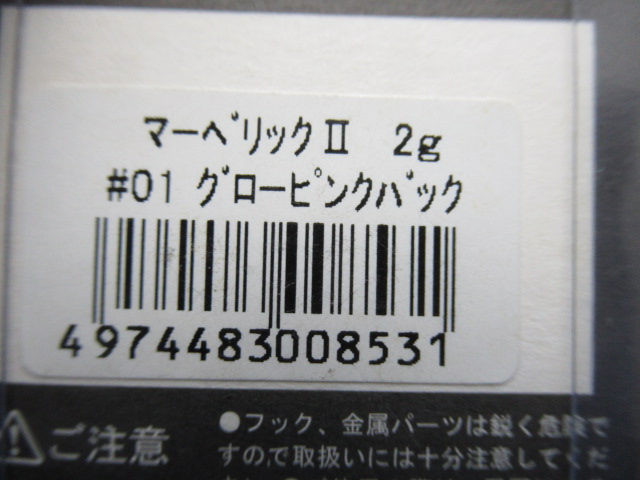 マーベリックⅡ 2g
#01 グローピンクバック
4974483008531
ご注意
●フック、金属パーツは鋭く危険で
すので取扱いには十分注意してくだ